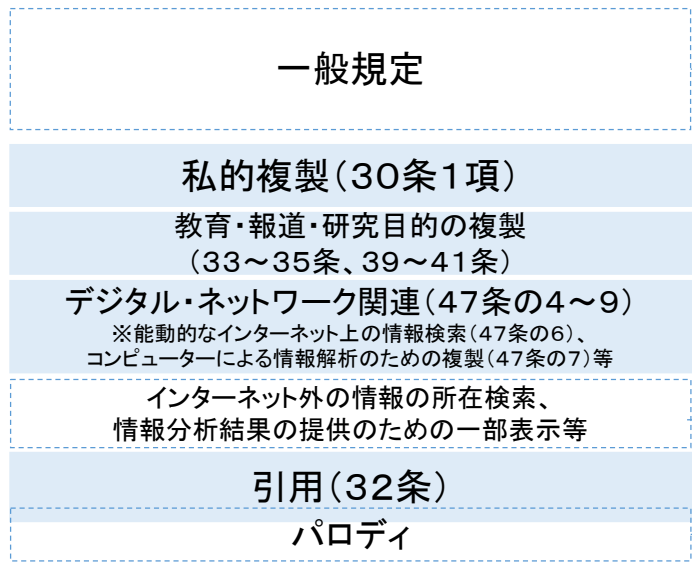 一般規定
私的複製（３０条１項）
教育・報道・研究目的の複製
（３３～３５条、３９～４１条）
デジタル・ネットワーク関連（４７条の４～９）
※能動的なインターネット上の情報検索（４７条の６）、
コンピューターによる情報解析のための複製（４７条の７）等
インターネット外の情報の所在検索、
情報分析結果の提供のための一部表示等
引用（３２条）
パロディ